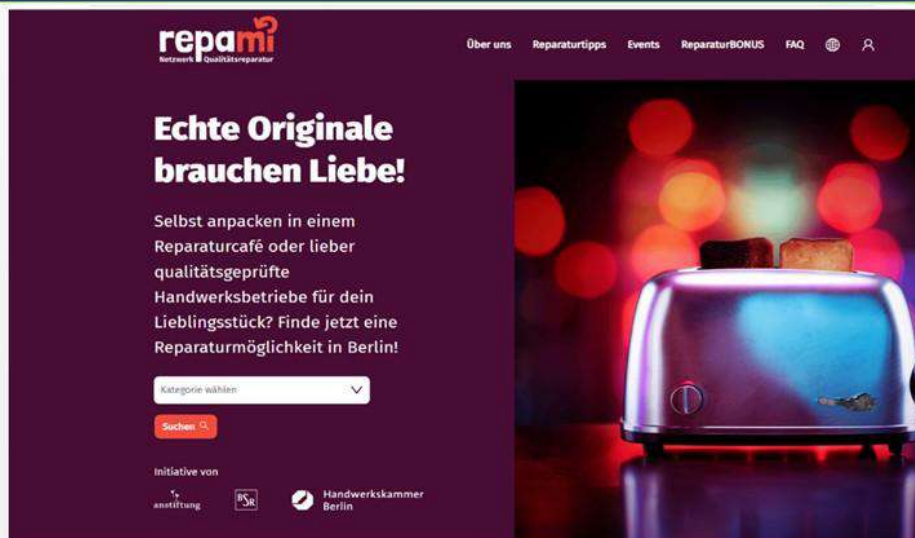 repami
Netzwerk Qualitätsreparatur
Über uns Reparaturtipps Events ReparaturBONUS FAQ
Echte Originale
brauchen Liebe!
Selbst anpacken in einem
Reparaturcafé oder lieber
qualitätsgeprüfte
Handwerksbetriebe für dein
Lieblingsstück? Finde jetzt eine
Reparaturmöglichkeit in Berlin!
Kategorie wählen
Suchen
Initiative von
anstiftung BSR Handwerkskammer
Berlin